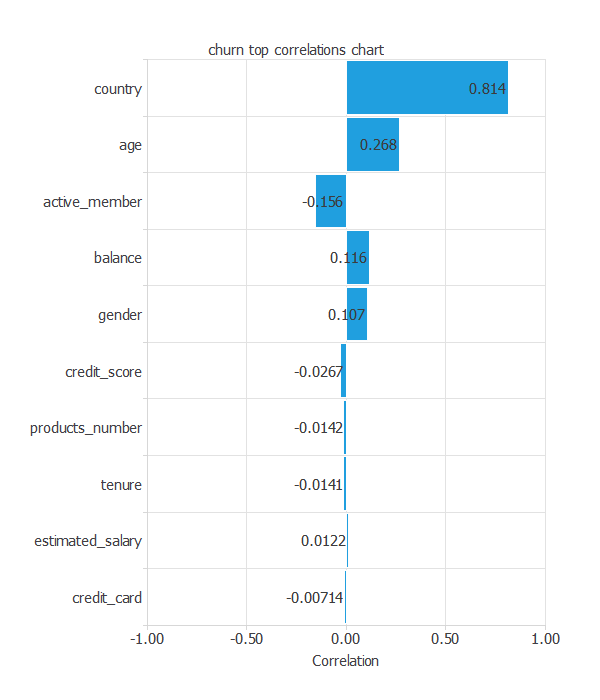 churn top correlations chart
country 0.814
age 0.268
active_member -0.156
balance 0.116
gender 0.107
credit_score -0.0267
products_number -0.0142
tenure -0.0141
estimated_salary 0.0122
credit_card -0.00714
-1.00 -0.50 0.00 0.50 1.00
Correlation